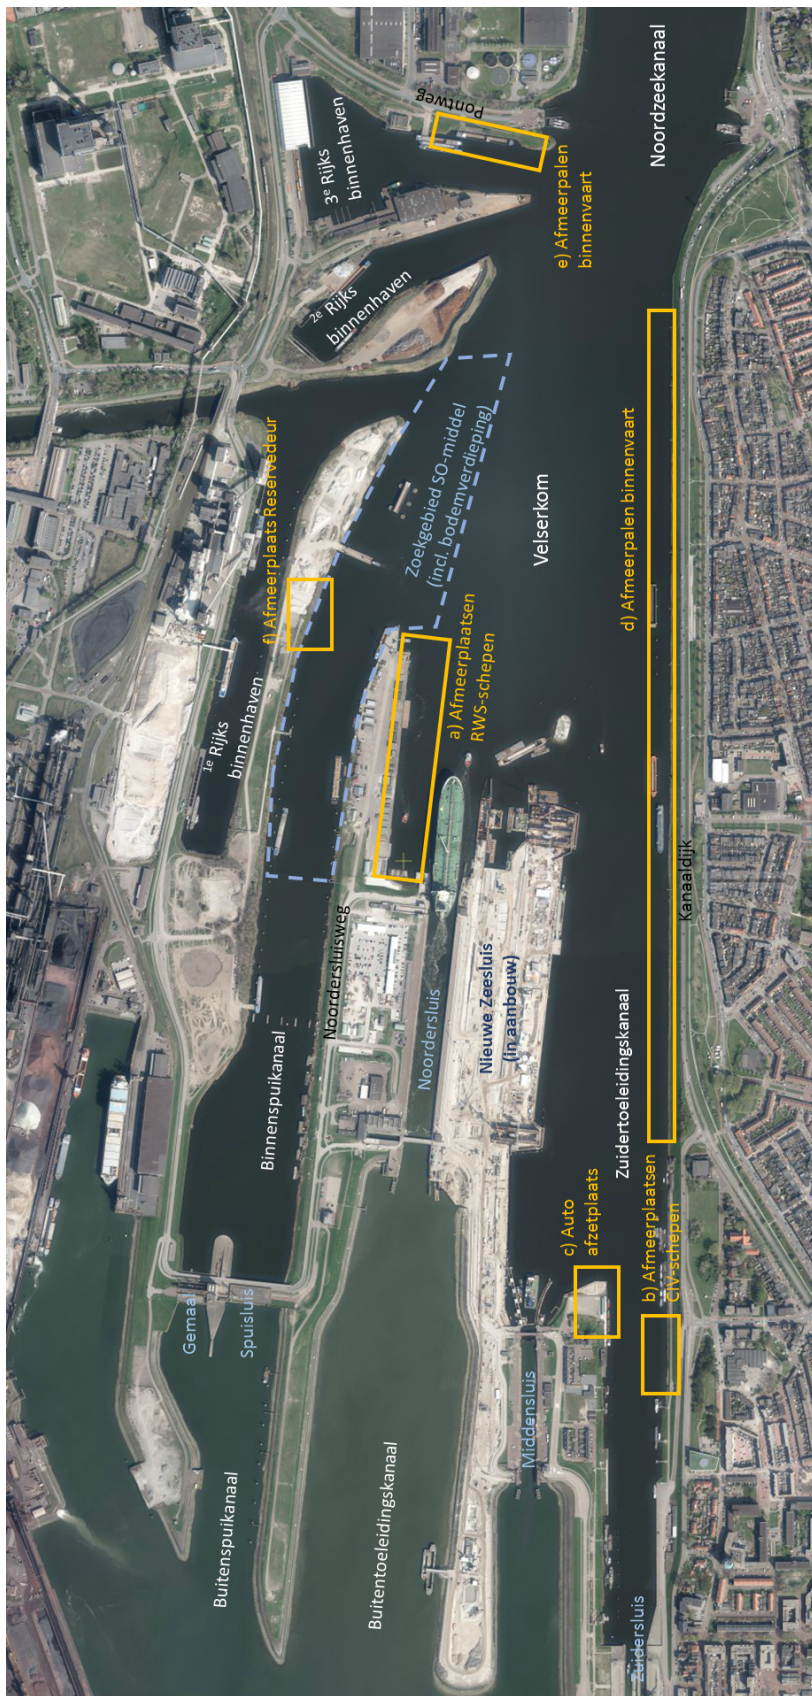 Noordzeekanaal
Pontweg
3e Rijks
binnenhaven
e) Afmeerpalen
binnenvaart
2e Rijks
binnenhaven
Zoekgebied SO-middel
(incl. bodemverdieping)
Velserkom
d) Afmeerpalen binnenvaart
f) Afmeerplaats Reservedeur
1e Rijks
binnenhaven
a) Afmeerplaatsen
RWS-schepen
Kanaaldijk
Noordersluisweg
Nieuwe Zeesluis
(in aanbouw)
Noordersluis
Binnenspuikanaal
Zuidertoeleidingskanaal
c) Auto
afzetplaats
b) Afmeerplaatsen
CIV-schepen
Gemaal
Spuisluis
Middensluis
Buitenspuikanaal
Buitentoeleidingskanaal
Zuidersluis